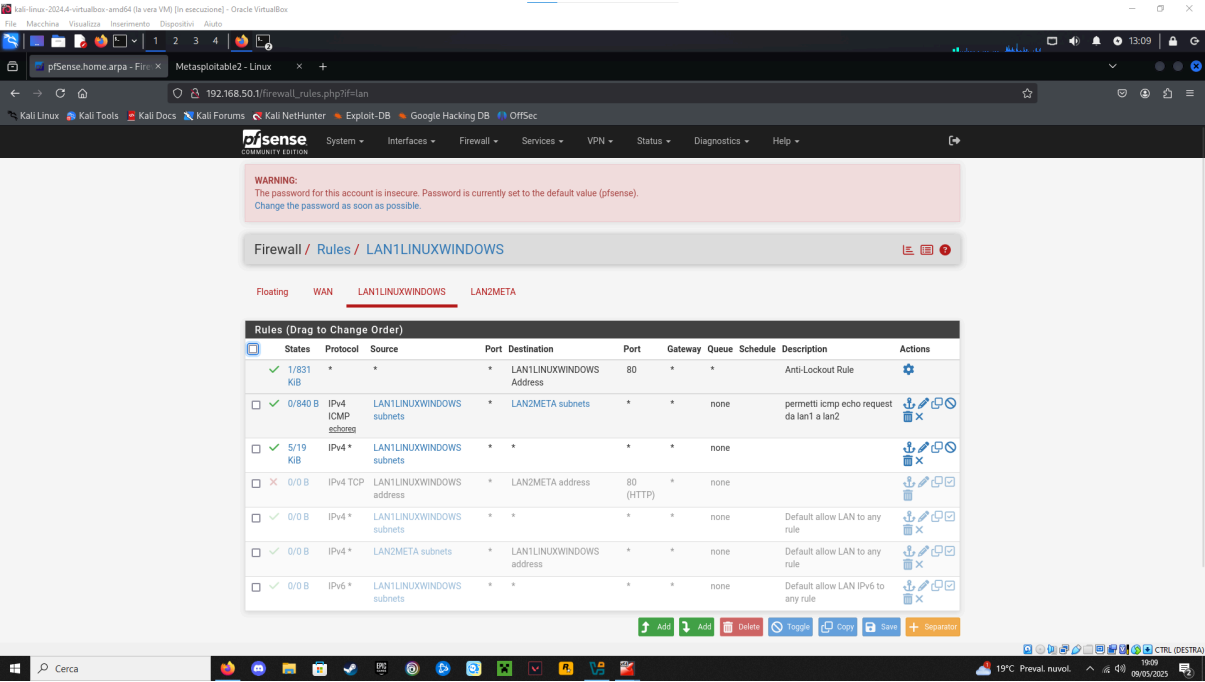 kali-linux-2024.4-virtualbox-amd64 (la vera VM) [In esecuzione] - Oracle VirtualBox
File Macchina Visualizza Inserimento Dispositivi Aiuto
1 2 3 4 2 13:09
pfSense.home.arpa - Fire × Metasploitable2 - Linux × +
192.168.50.1/firewall_rules.php?if=lan
Kali Linux Kali Tools Kali Docs Kali Forums Kali NetHunter Exploit-DB Google Hacking DB OffSec
pfsense COMMUNITY EDITION System Interfaces Firewall Services VPN Status Diagnostics Help
WARNING:
The password for this account is insecure. Password is currently set to the default value (pfsense).
Change the password as soon as possible.
Firewall / Rules / LAN1LINUXWINDOWS
Floating WAN LAN1LINUXWINDOWS LAN2META
Rules (Drag to Change Order)
States Protocol Source Port Destination Port Gateway Queue Schedule Description Actions
1/831 * * * LAN1LINUXWINDOWS 80 * * Anti-Lockout Rule
KiB Address
0/840 B IPv4 LAN1LINUXWINDOWS * LAN2META subnets * * none permetti icmp echo request
ICMP subnets da lan1 a lan2
echoreq
5/19 IPv4 * LAN1LINUXWINDOWS * * * * none
KiB subnets
0/0 B IPv4 TCP LAN1LINUXWINDOWS * LAN2META address 80 * none
address (HTTP)
0/0 B IPv4 * LAN1LINUXWINDOWS * * * * none Default allow LAN to any
subnets rule
0/0 B IPv4 * LAN2META subnets * LAN1LINUXWINDOWS * * none Default allow LAN to any
address rule
0/0 B IPv6 * LAN1LINUXWINDOWS * * * * none Default allow LAN IPv6 to
subnets any rule
Add Add Delete Toggle Copy Save Separator
CTRL (DESTRA)
Cerca EPIC 19°C Preval. nuvol. 19:09
09/05/2025